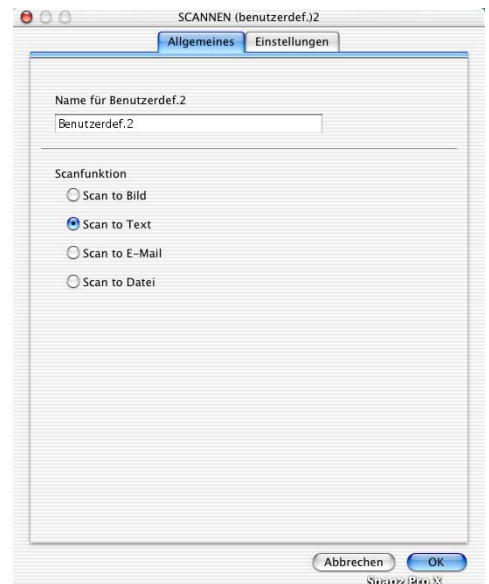 SCANNEN (benutzerdef.)2
Allgemeines Einstellungen
Name für Benutzerdef.2
Benutzerdef.2
Scanfunktion
Scan to Bild
Scan to Text
Scan to E-Mail
Scan to Datei
Abbrechen OK
Snapz Pro X